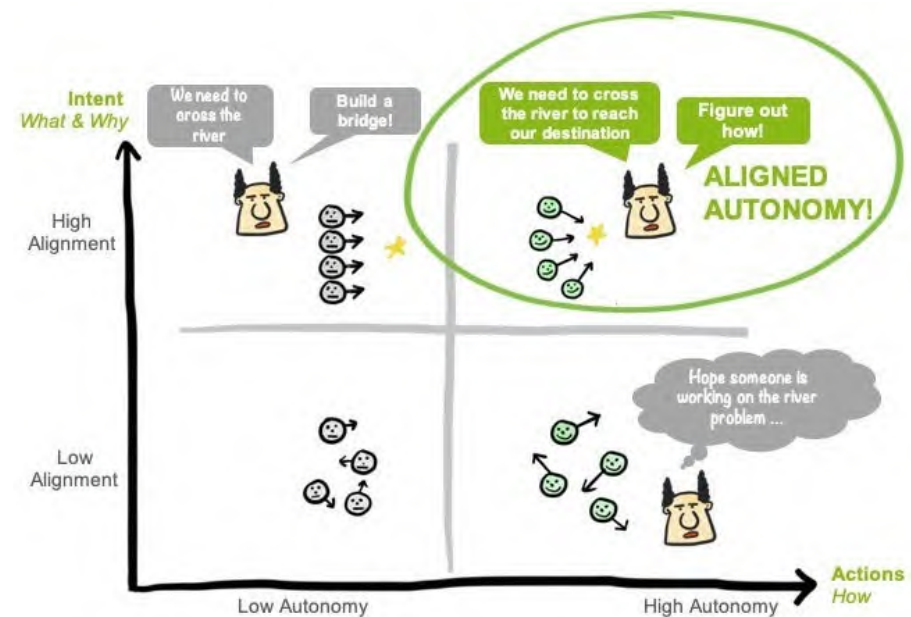 Intent
What & Why
We need to
cross the
river
Build a
bridge!
We need to cross
the river to reach
our destination
Figure out
how!
ALIGNED
AUTONOMY!
High
Alignment
Hope someone is
working on the river
problem ...
Low
Alignment
Low Autonomy
High Autonomy
Actions
How